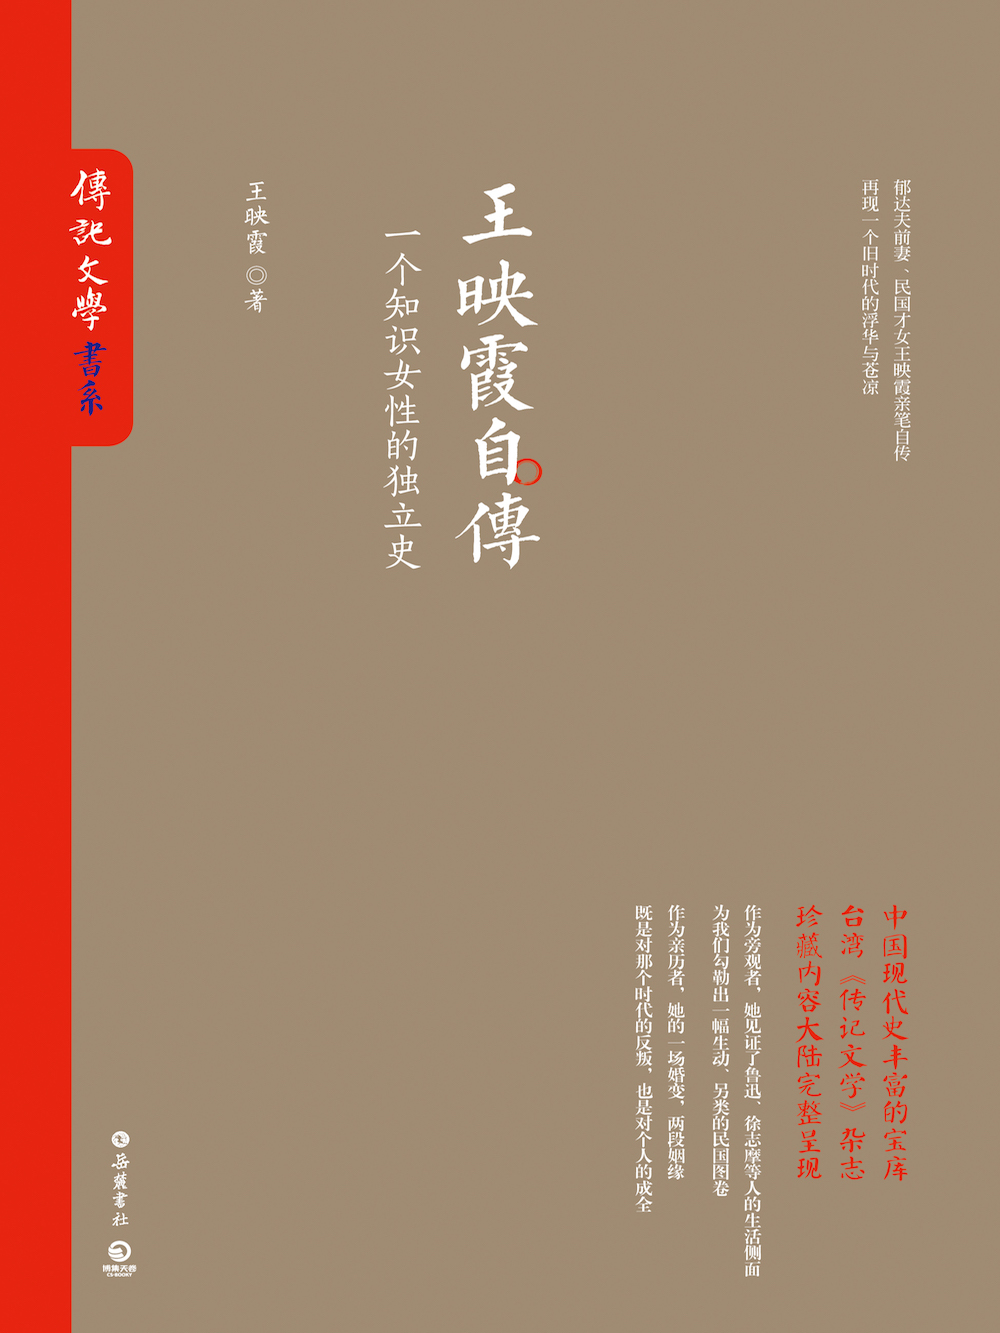 郁达夫前妻、民国才女王映霞亲笔自传
再现一个旧时代的浮华与苍凉
王映霞自傳
一个知识女性的独立史
王映霞◎著
傳記文學書系
中国现代史丰富的宝库
台湾《传记文学》杂志
珍藏内容大陆完整呈现
作为旁观者，她见证了鲁迅、徐志摩等人的生活侧面
为我们勾勒出一幅生动、另类的民国图卷
作为亲历者，她的一场婚变，两段姻缘
既是对那个时代的反叛，也是对个人的成全
岳麓書社
博集天卷
CS-BOOKY